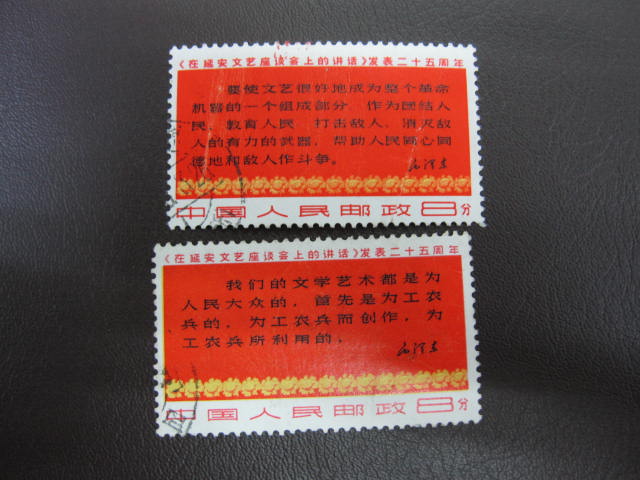 《在延安文艺座谈会上的讲话》发表二十五周年
要使文艺很好地成为整个革命
机器的一个组成部分，作为团结人
民、教育人民、打击敌人、消灭敌
人的有力的武器，帮助人民同心同
德地和敌人作斗争。
毛泽东
中国人民邮政8分
《在延安文艺座谈会上的讲话》发表二十五周年
我们的文学艺术都是为
人民大众的，首先是为工农
兵的，为工农兵而创作，为
工农兵所利用的。
毛泽东
中国人民邮政8分